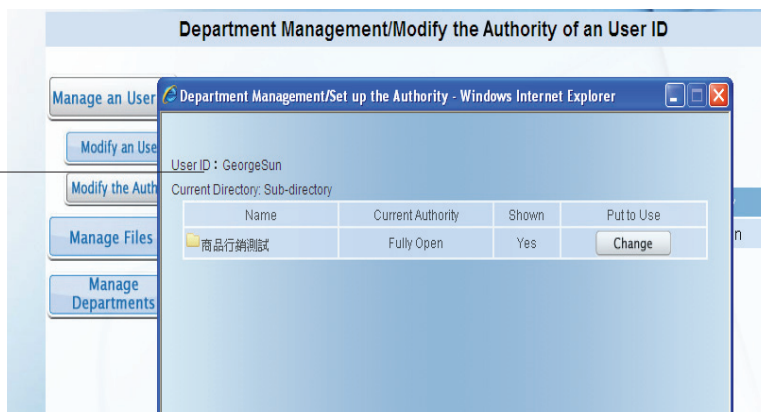 Department Management/Modify the Authority of an User ID
Manage an User
Department Management/Set up the Authority - Windows Internet Explorer
Modify an Use
Modify the Auth
Manage Files
Manage
Departments
User ID：GeorgeSun
Current Directory: Sub-directory
Name Current Authority Shown Put to Use
商品行銷測試 Fully Open Yes Change
n